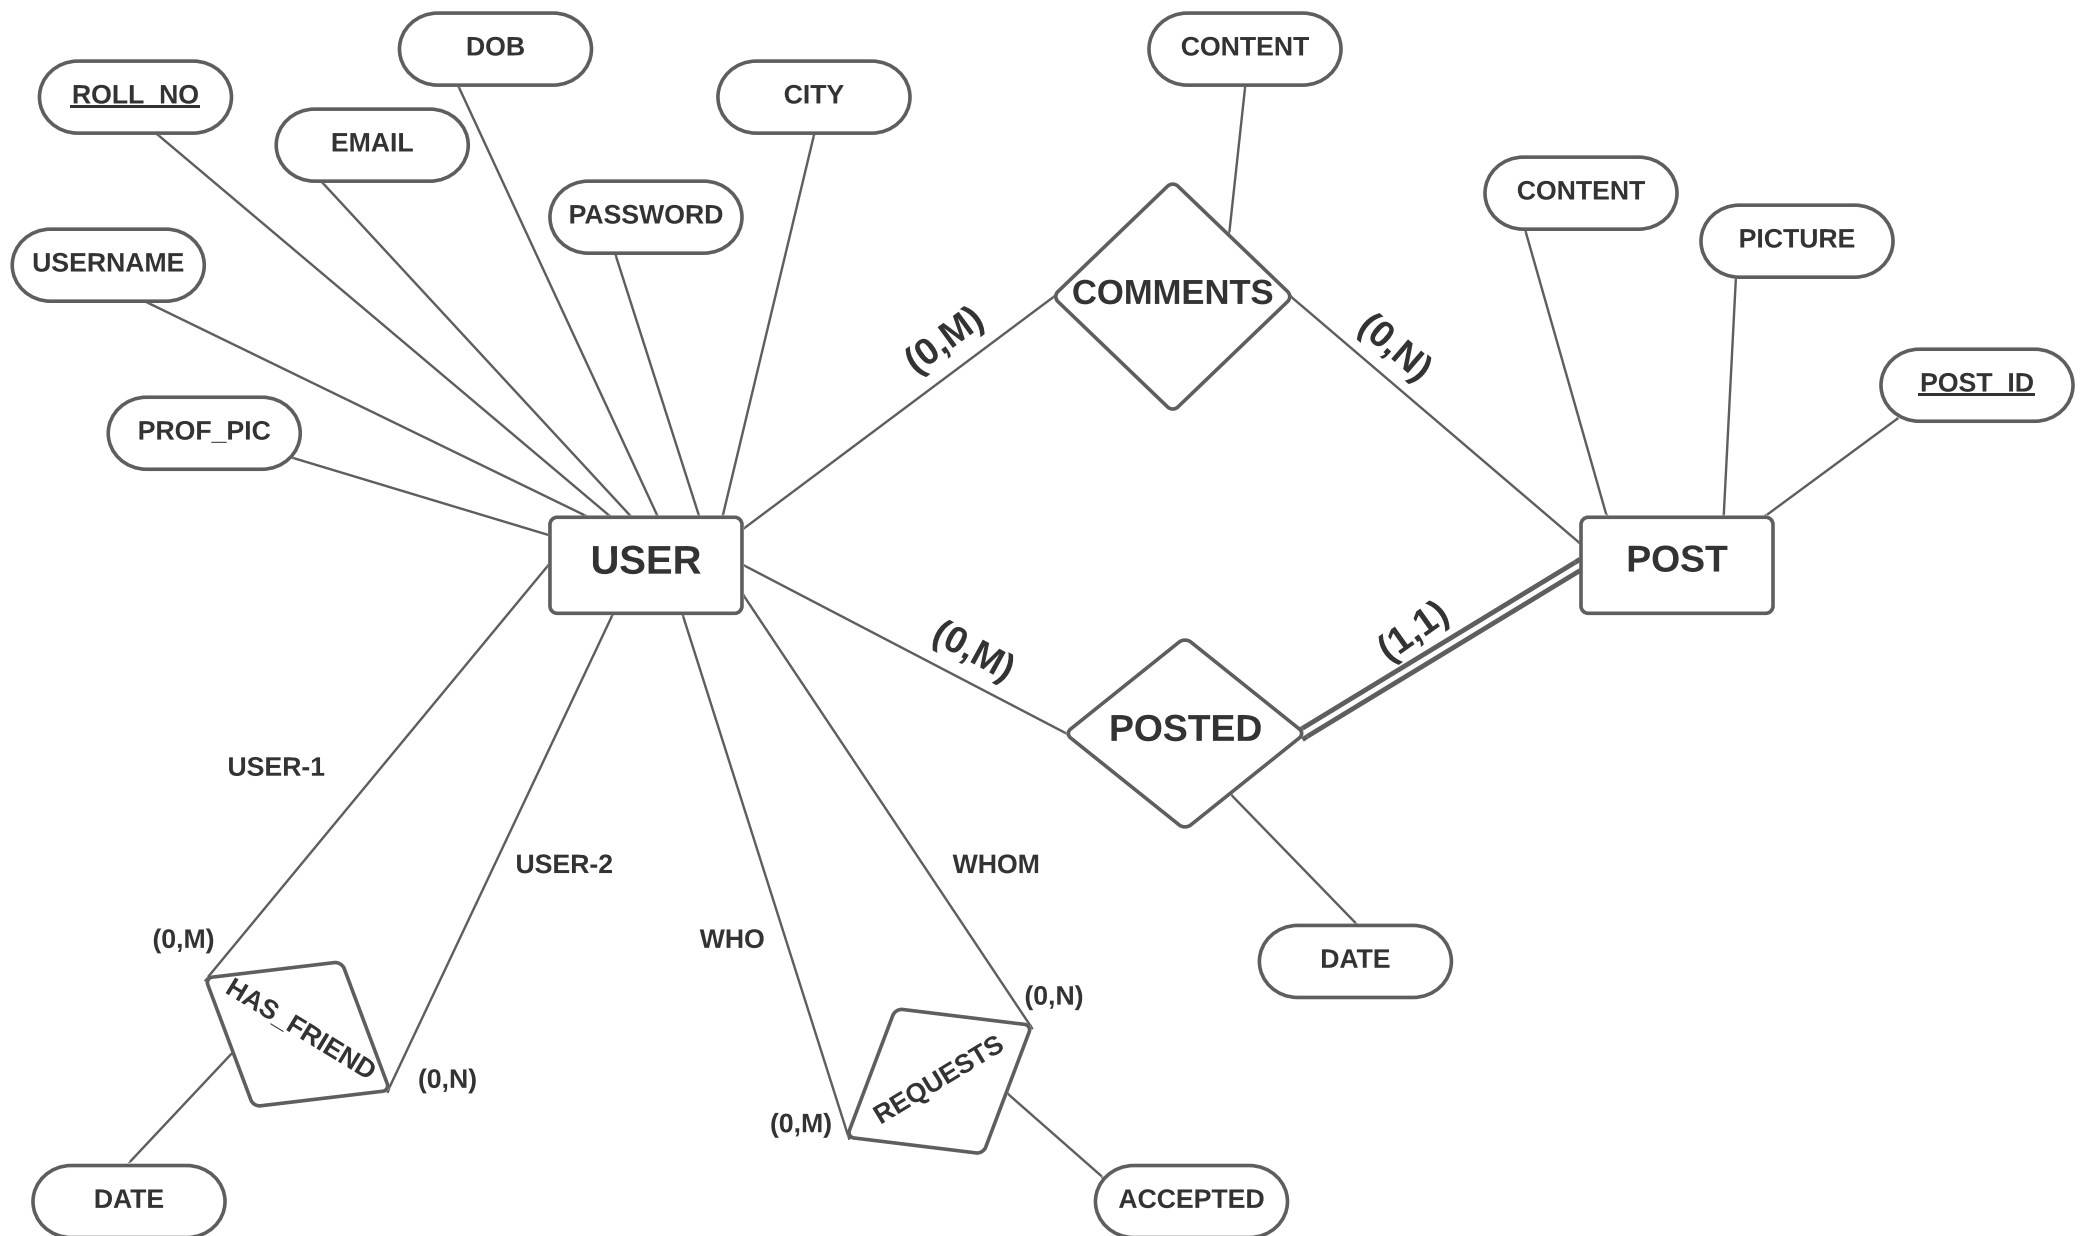 DOB
CONTENT
ROLL_NO
CITY
EMAIL
CONTENT
PASSWORD
PICTURE
USERNAME
COMMENTS
(0,M)
(0,N)
POST_ID
PROF_PIC
USER
POST
(0,M)
(1,1)
POSTED
USER-1
USER-2
WHOM
WHO
(0,M)
DATE
(0,N)
HAS_FRIEND
(0,N)
REQUESTS
(0,M)
DATE
ACCEPTED